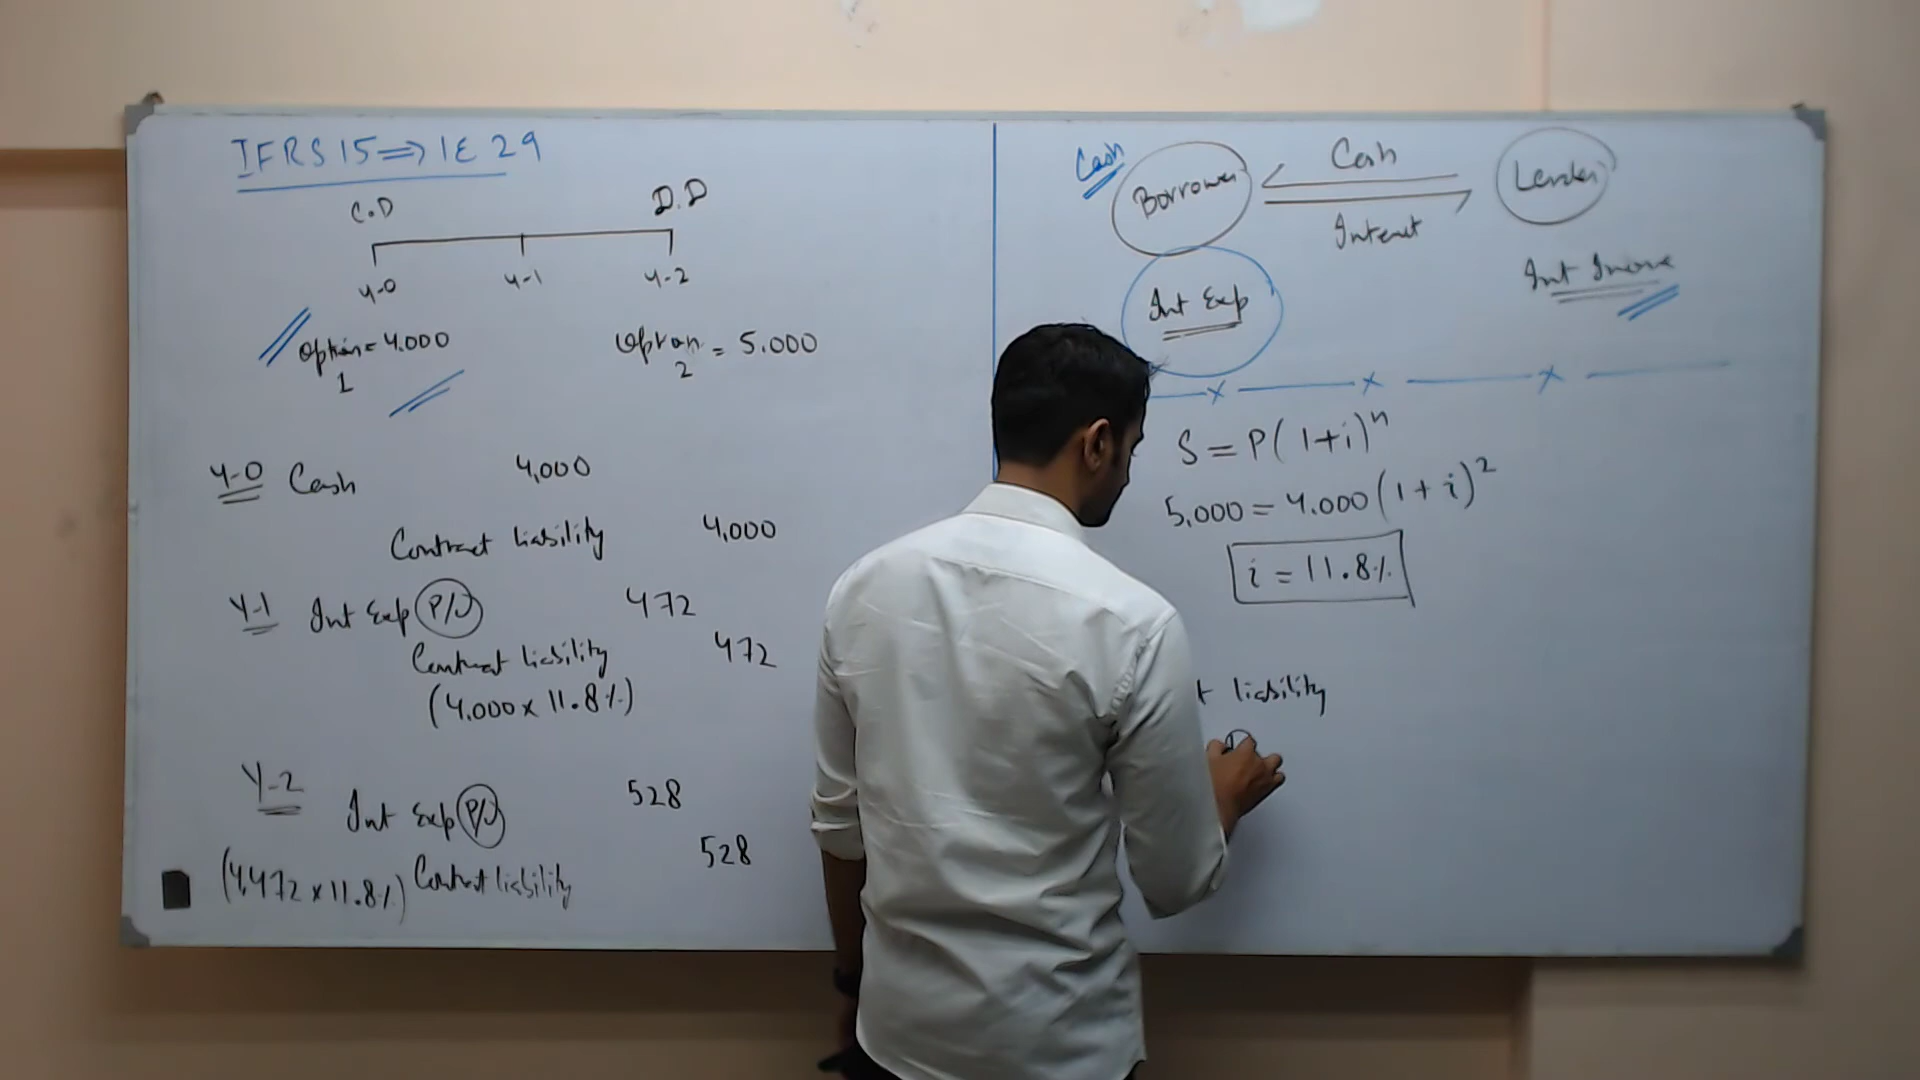 IFRS 15 ⇒ IE 29
C.D D.D
Y-0 Y-1 Y-2
Option 1 = 4,000
Option 2 = 5,000
Y-0 Cash 4,000
Contract liability 4,000
Y-1 Int Exp (P/L) 472
Contract liability 472
(4,000 x 11.8%)
Y-2
Int Exp (P/L) 528
(4,472 x 11.8%) Contract liability 528
Cash Borrower Cash Lender
Interest
Int Exp
Int Income
x x x
S = P(1+i)^n
5,000 = 4,000(1+i)^2
i = 11.8%
t liability